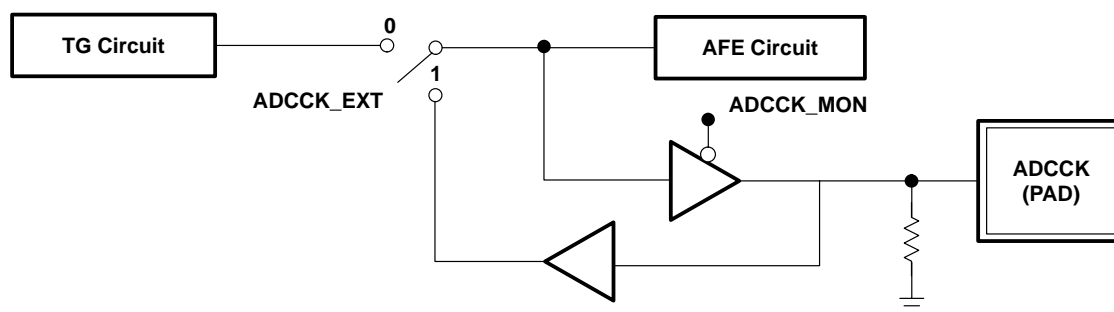 TG Circuit
0
AFE Circuit
1
ADCCK_EXT
ADCCK_MON
ADCCK
(PAD)